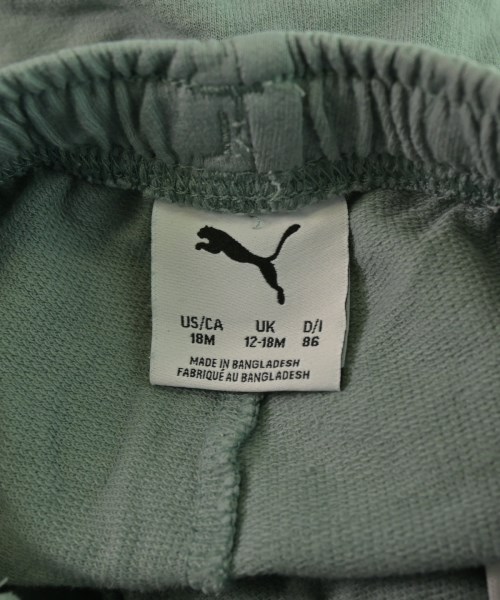 US/CA UK D/I
18M 12-18M 86
MADE IN BANGLADESH
FABRIQUÉ AU BANGLADESH